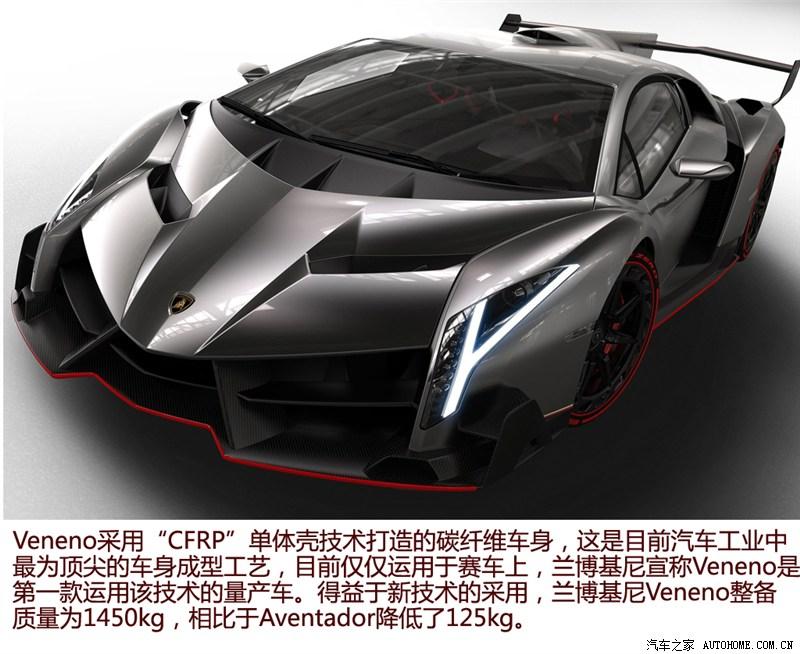 Veneno采用“CFRP”单体壳技术打造的碳纤维车身，这是目前汽车工业中
最为顶尖的车身成型工艺，目前仅仅运用于赛车上，兰博基尼宣称Veneno是
第一款运用该技术的量产车。得益于新技术的采用，兰博基尼Veneno整备
质量为1450kg，相比于Aventador降低了125kg。
汽车之家 AUTOHOME.COM.CN